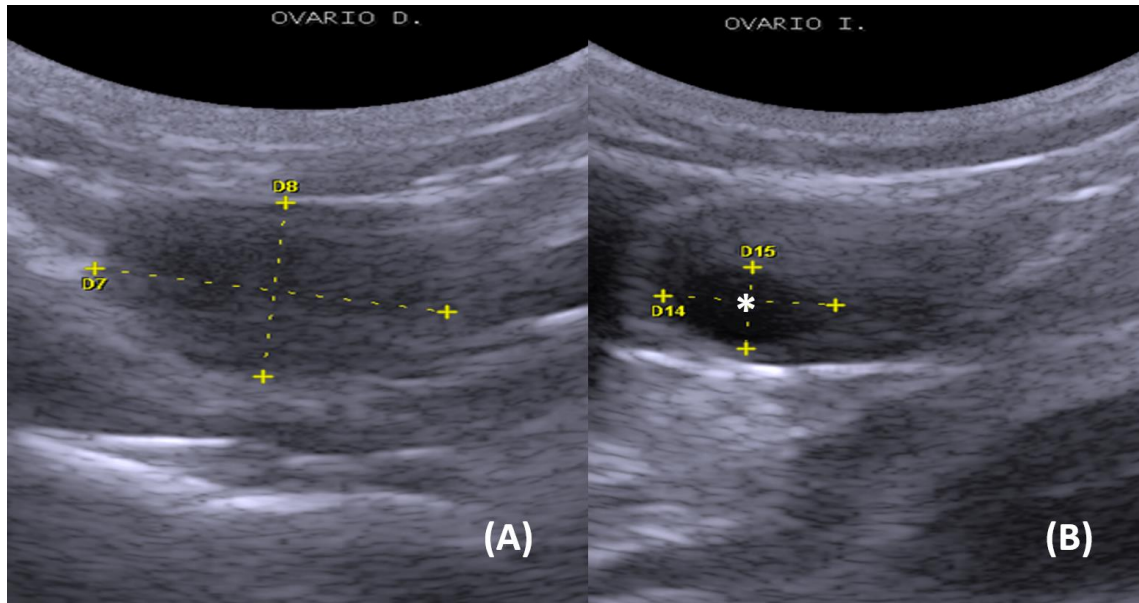 OVARIO D.
D8
D7
(A)
OVARIO I.
D15
*
D14
(B)